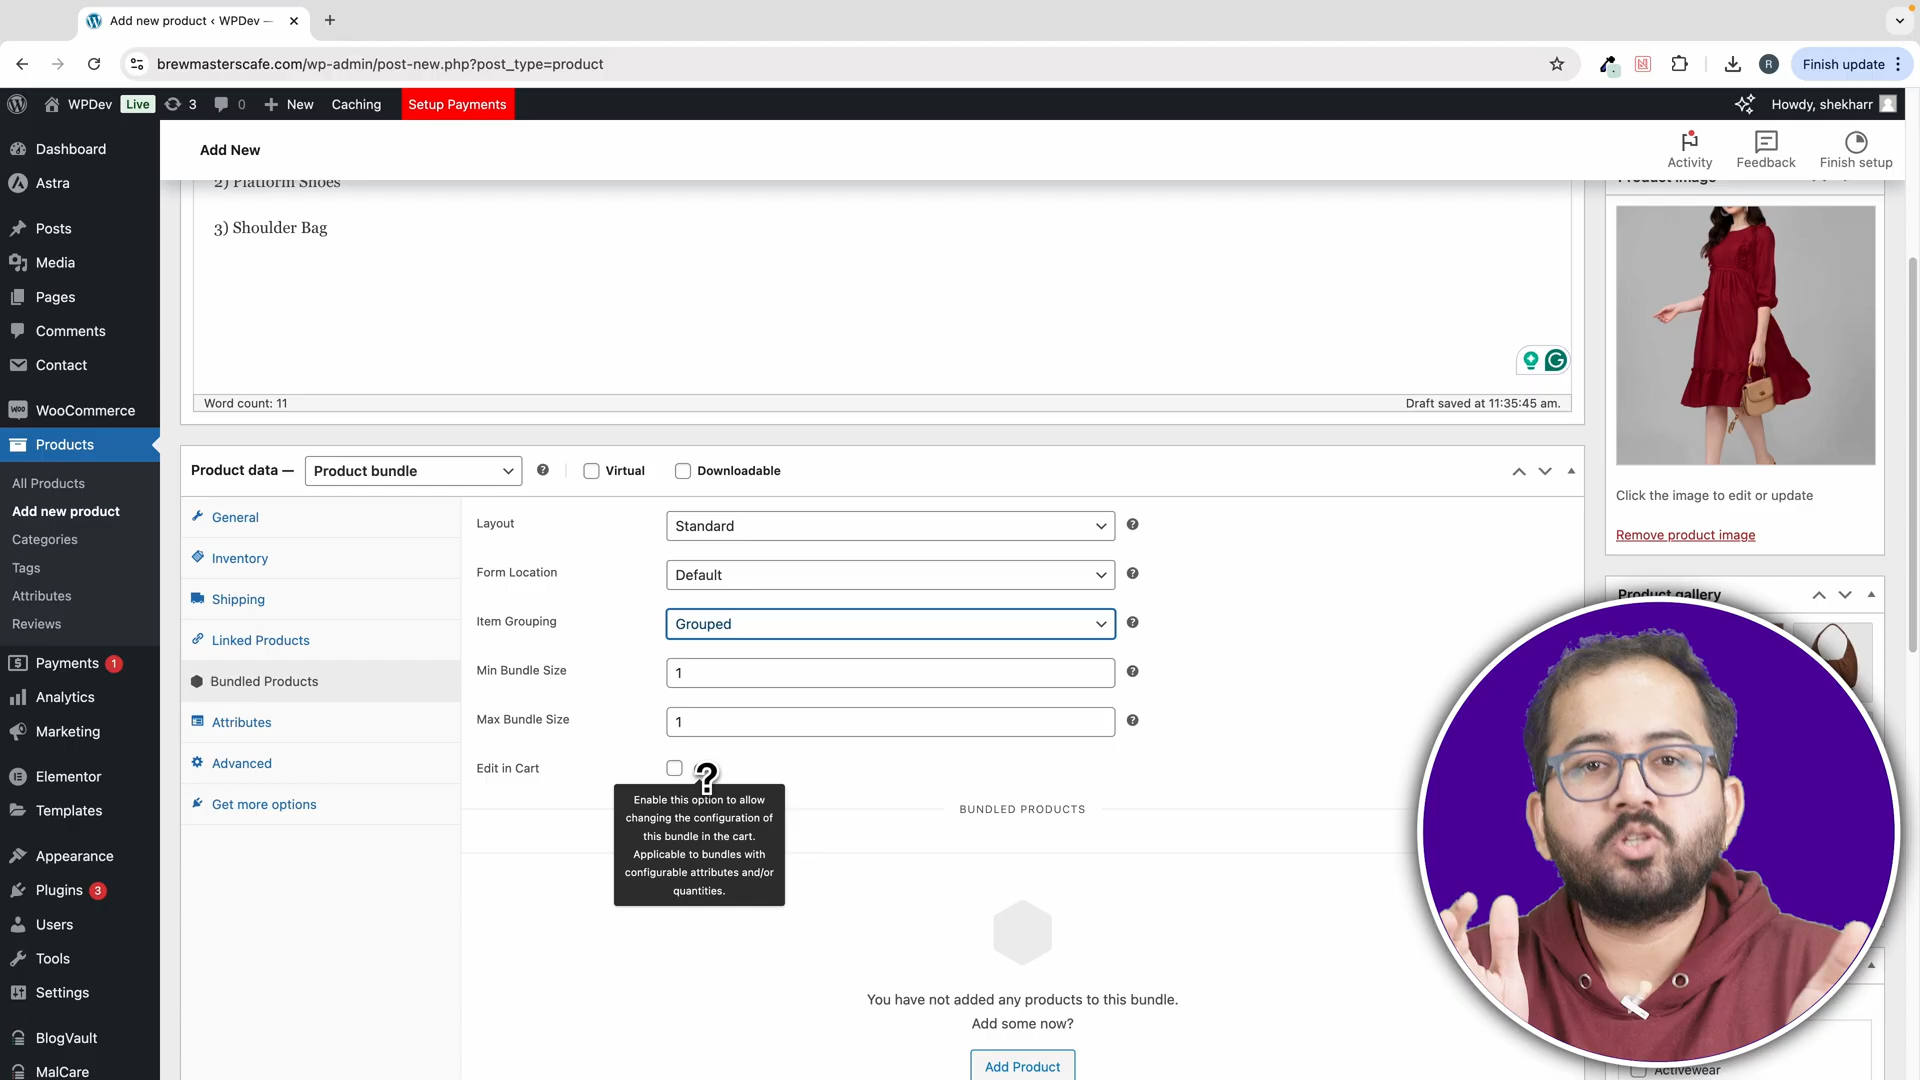 Add new product ‹ WPDev —
brewmasterscafe.com/wp-admin/post-new.php?post_type=product
R
Finish update
WPDev
Live
3
0
New
Caching
Setup Payments
Howdy, shekharr
Dashboard
Astra
Posts
Media
Pages
Comments
Contact
WooCommerce
Products
All Products
Add new product
Categories
Tags
Attributes
Reviews
Payments 1
Analytics
Marketing
Elementor
Templates
Appearance
Plugins 3
Users
Tools
Settings
BlogVault
MalCare
Add New
Activity
Feedback
Finish setup
2) Platform Shoes
3) Shoulder Bag
Word count: 11
Draft saved at 11:35:45 am.
Product data —
Product bundle
Virtual
Downloadable
General
Inventory
Shipping
Linked Products
Bundled Products
Attributes
Advanced
Get more options
Layout
Standard
Form Location
Default
Item Grouping
Grouped
Min Bundle Size
1
Max Bundle Size
1
Edit in Cart
?
Enable this option to allow
changing the configuration of
this bundle in the cart.
Applicable to bundles with
configurable attributes and/or
quantities.
BUNDLED PRODUCTS
You have not added any products to this bundle.
Add some now?
Add Product
Product image
Click the image to edit or update
Remove product image
Product gallery
Activewear